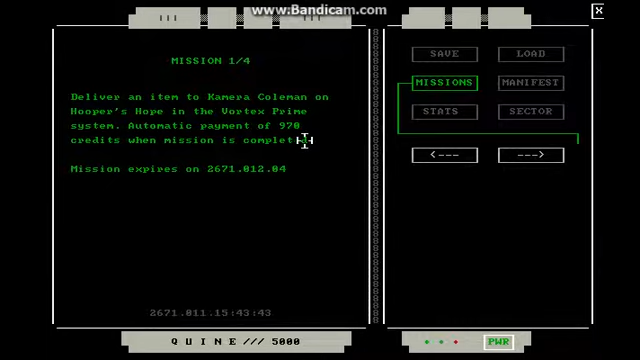 www.Bandicam.com
X
MISSION 1/4
SAVE
LOAD
MISSIONS
MANIFEST
Deliver an item to Kamera Coleman on
Hooper's Hope in the Vortex Prime
system. Automatic payment of 970
credits when mission is complet
STATS
SECTOR
<---
--->
Mission expires on 2671.012.04
2671.011.15:43:43
QUINE /// 5000
PWR